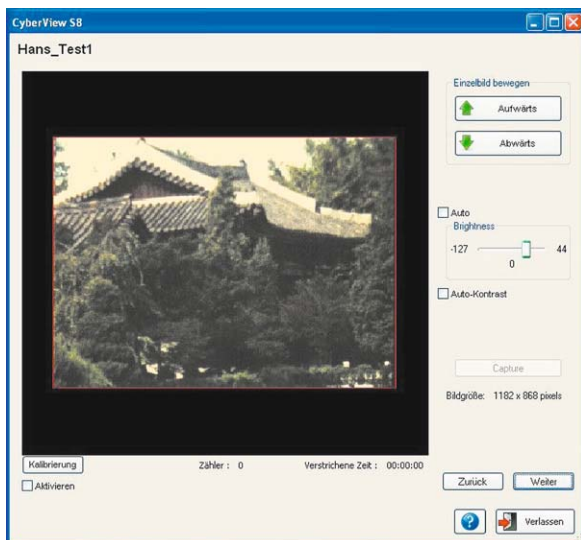 CyberView S8
Hans_Test1
Einzelbild bewegen
Aufwärts
Abwärts
Auto
Brightness
-127 44
0
Auto-Kontrast
Capture
Bildgröße: 1182 x 868 pixels
Kalibrierung Zähler : 0 Verstrichene Zeit : 00:00:00
Aktivieren
Zurück Weiter
? Verlassen